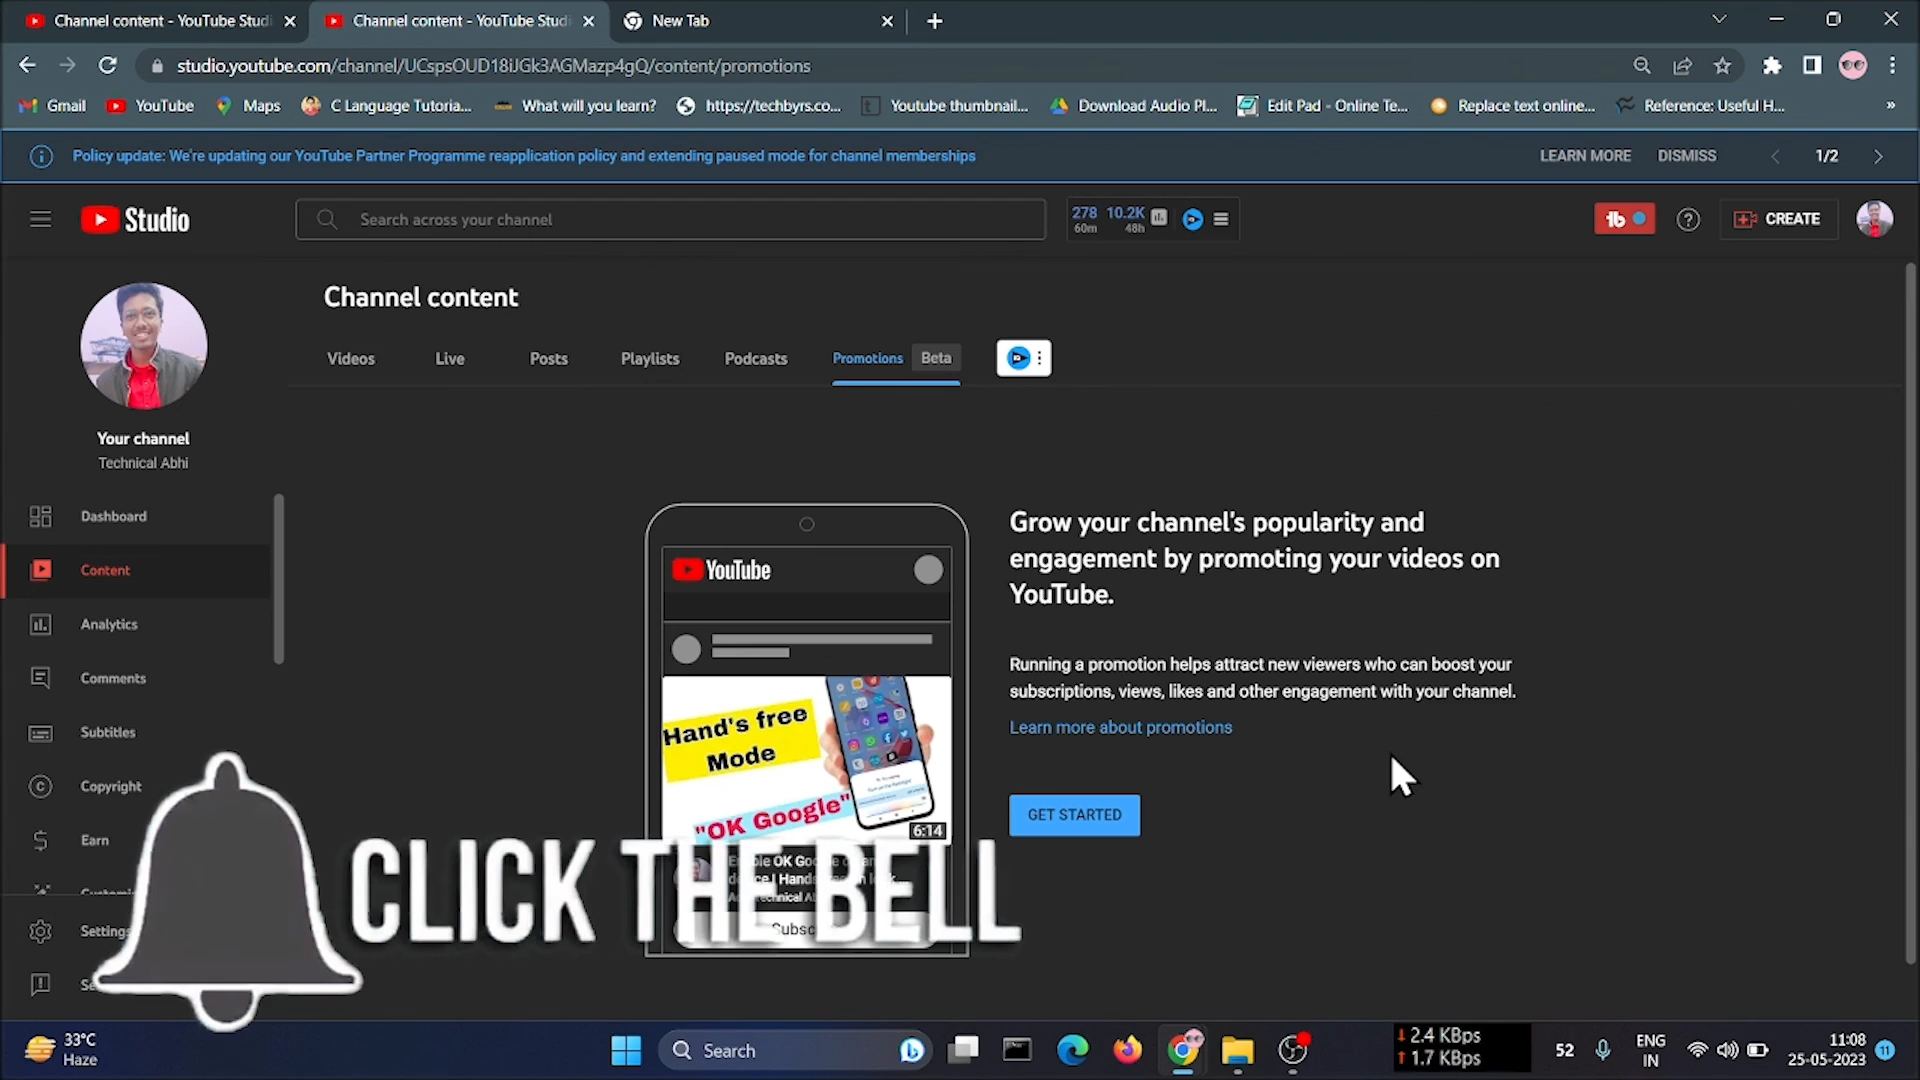 Channel content - YouTube Studi
Channel content - YouTube Studi
New Tab
studio.youtube.com/channel/UCspsOUD18iJGk3AGMazp4gQ/content/promotions
Gmail
YouTube
Maps
C Language Tutoria...
What will you learn?
https://techbyrs.co...
Youtube thumbnail...
Download Audio Pl...
Edit Pad - Online Te...
Replace text online...
Reference: Useful H...
»
Policy update: We're updating our YouTube Partner Programme reapplication policy and extending paused mode for channel memberships
LEARN MORE
DISMISS
1/2
Studio
Search across your channel
278 10.2K
60m 48h
CREATE
Channel content
Videos
Live
Posts
Playlists
Podcasts
Promotions
Beta
Your channel
Technical Abhi
Dashboard
Content
Analytics
Comments
Subtitles
Copyright
Earn
Settings
YouTube
Hand's free
Mode
"OK Google"
6:14
Grow your channel's popularity and
engagement by promoting your videos on
YouTube.
Running a promotion helps attract new viewers who can boost your
subscriptions, views, likes and other engagement with your channel.
Learn more about promotions
GET STARTED
CLICK THE BELL
33°C
Haze
Search
2.4 KBps
1.7 KBps
52
ENG
IN
11:08
25-05-2023
11